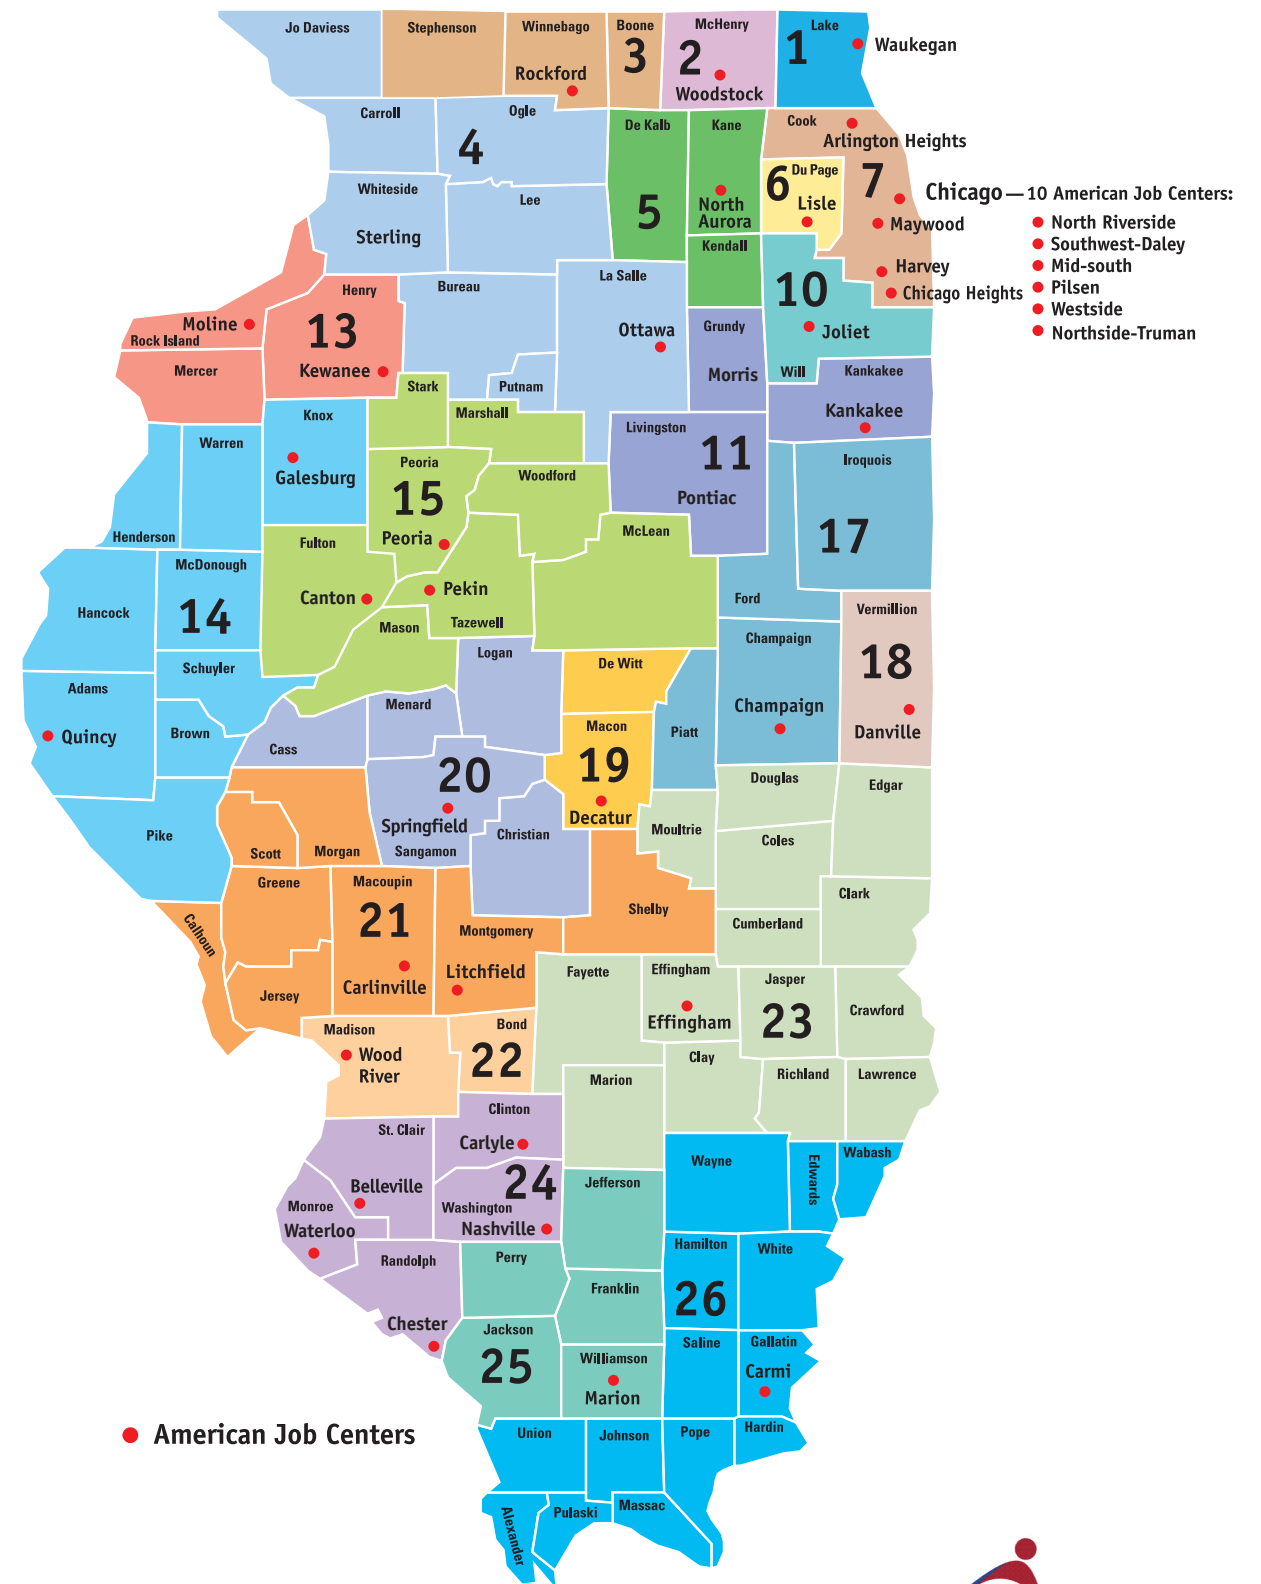 Jo Daviess
Stephenson
Winnebago
Boone
McHenry
Lake
3
2
1
Waukegan
Rockford
Woodstock
Carroll
Ogle
De Kalb
Kane
Cook
Arlington Heights
4
Du Page
6
7
Whiteside
Lee
5
North
Aurora
Lisle
Chicago — 10 American Job Centers:
Maywood
North Riverside
Southwest-Daley
Mid-south
Pilsen
Westside
Northside-Truman
Sterling
Kendall
Harvey
Chicago Heights
La Salle
Bureau
Henry
10
13
Moline
Rock Island
Ottawa
Grundy
Joliet
Mercer
Kewanee
Stark
Putnam
Morris
Will
Kankakee
Kankakee
Knox
Marshall
Livingston
11
Warren
Galesburg
Peoria
15
Peoria
Woodford
Pontiac
Iroquois
17
Henderson
Fulton
McLean
McDonough
Canton
Pekin
Ford
Hancock
14
Mason
Tazewell
Vermillion
Champaign
18
Schuyler
Logan
De Witt
Adams
Quincy
Brown
Menard
Macon
Piatt
Champaign
Danville
Cass
20
19
Douglas
Edgar
Springfield
Decatur
Pike
Scott
Morgan
Sangamon
Christian
Moultrie
Coles
Greene
Macoupin
21
Clark
Calhoun
Shelby
Cumberland
Montgomery
Litchfield
Carlinville
Jersey
Fayette
Effingham
Effingham
Jasper
23
Crawford
Madison
Wood
River
Bond
22
Clay
Marion
Richland
Lawrence
Clinton
Carlyle
St. Clair
Wayne
Edwards
Wabash
24
Belleville
Monroe
Waterloo
Washington
Nashville
Jefferson
Randolph
Perry
Hamilton
White
26
Franklin
Chester
Jackson
25
Williamson
Marion
Saline
Gallatin
Carmi
American Job Centers
Union
Johnson
Pope
Hardin
Alexander
Pulaski
Massac